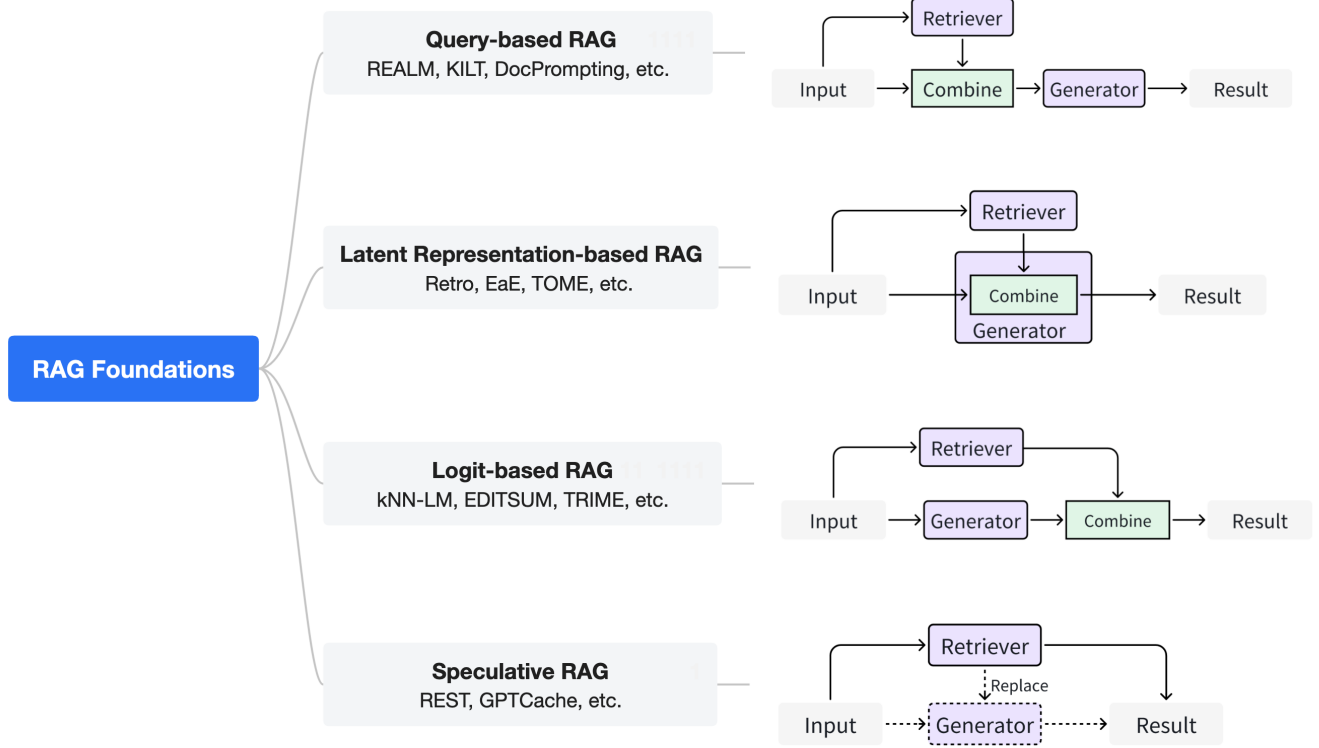 Query-based RAG
REALM, KILT, DocPrompting, etc.
Retriever
Input
Combine
Generator
Result
Latent Representation-based RAG
Retro, EaE, TOME, etc.
Retriever
Input
Combine
Generator
Result
RAG Foundations
Logit-based RAG
kNN-LM, EDITSUM, TRIME, etc.
Retriever
Input
Generator
Combine
Result
Speculative RAG
REST, GPTCache, etc.
Retriever
Replace
Input
Generator
Result